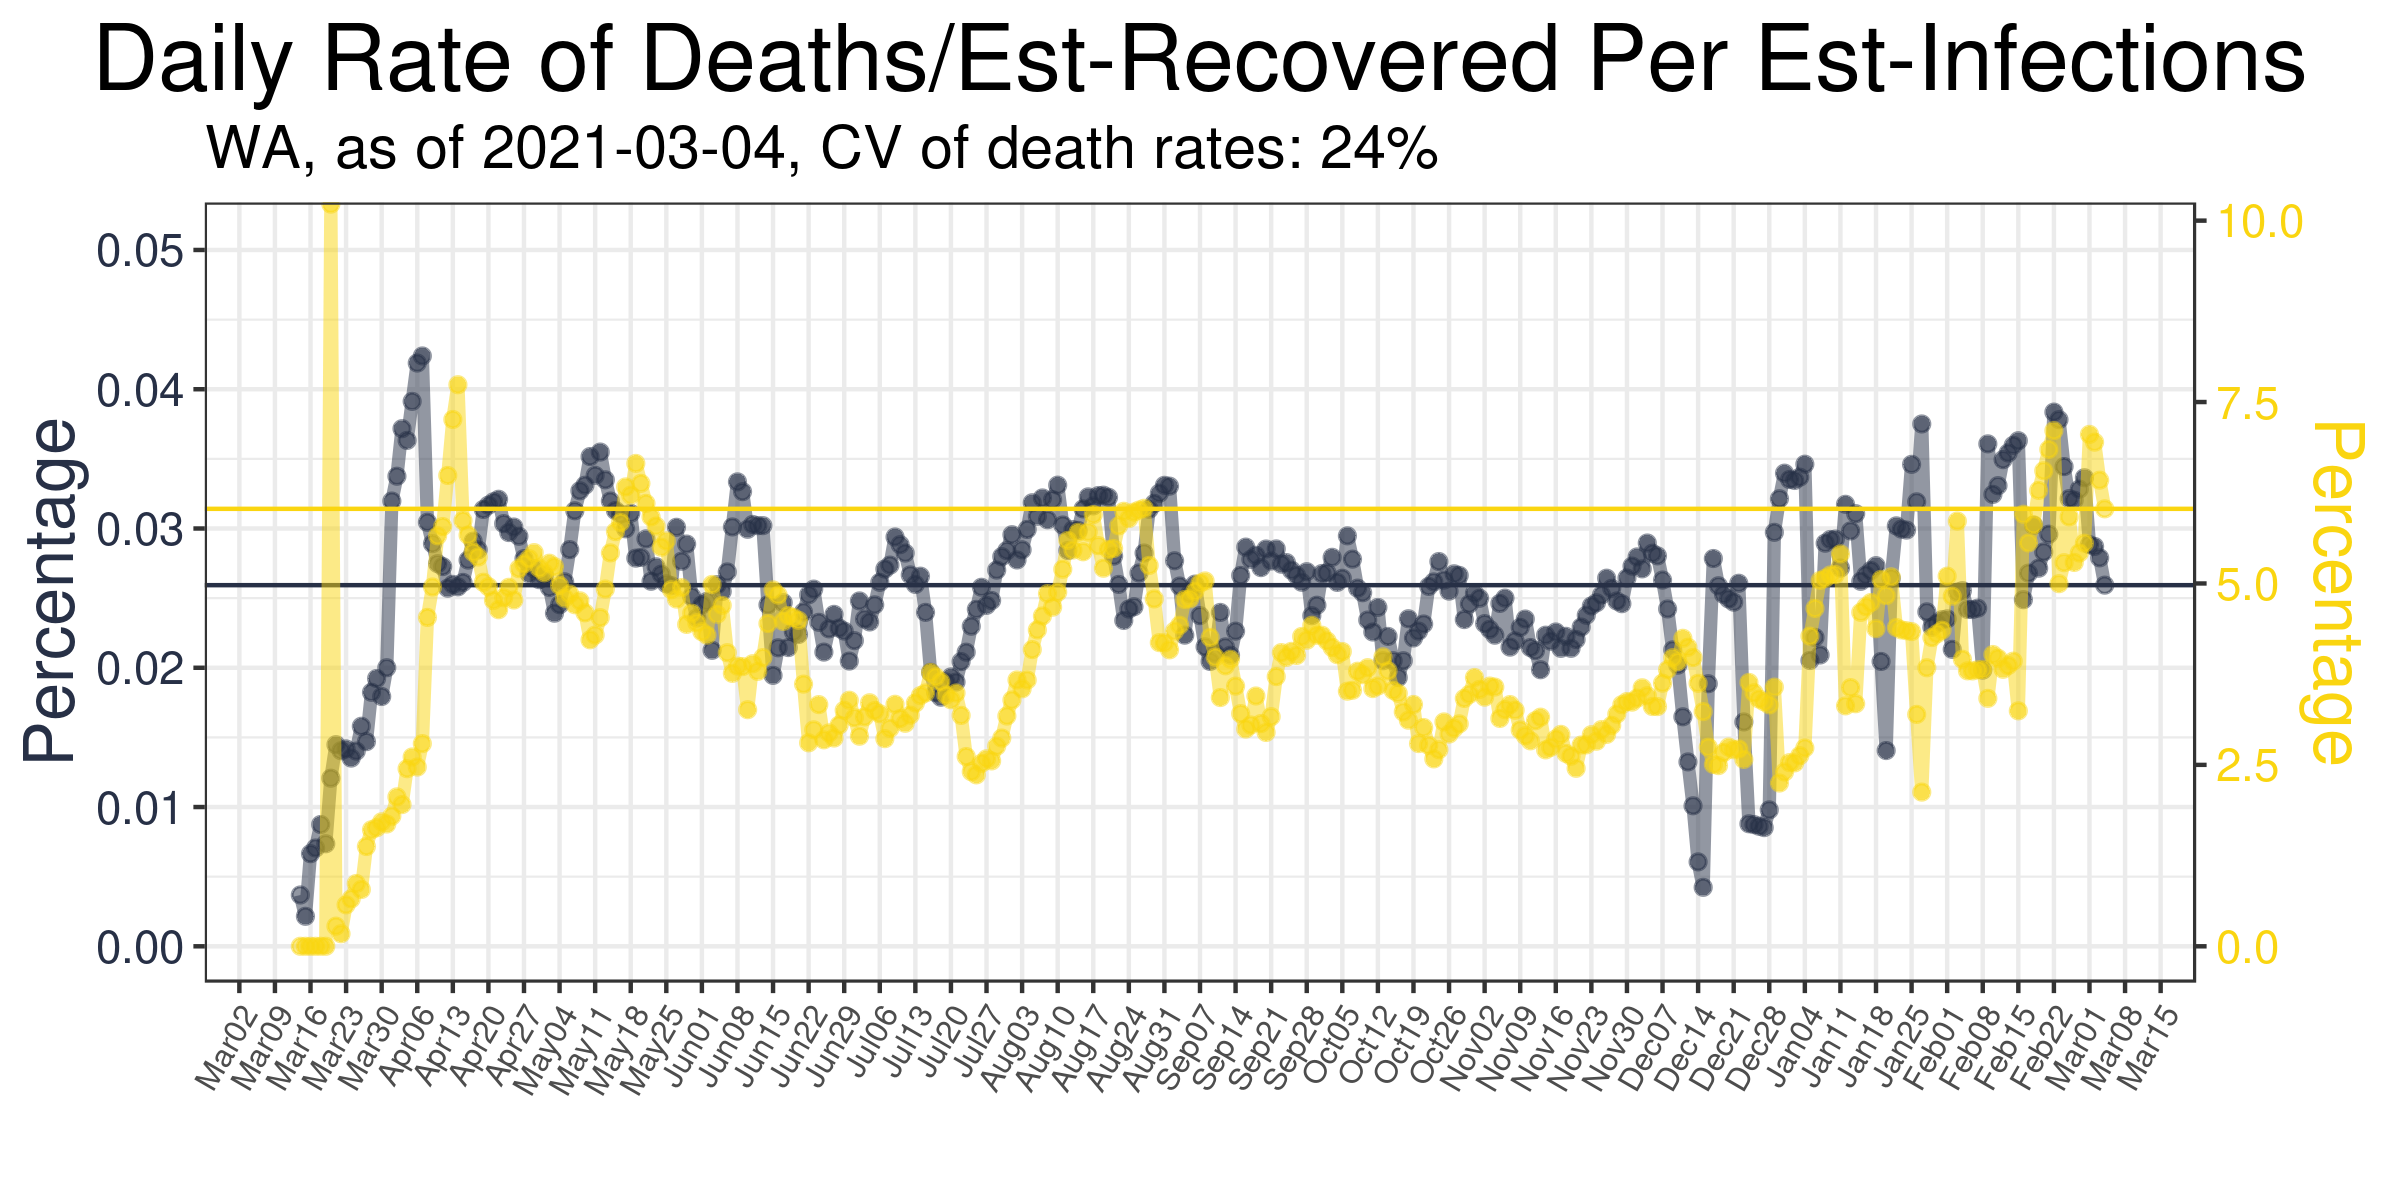 Daily Rate of Deaths/Est-Recovered Per Est-Infections
WA, as of 2021-03-04, CV of death rates: 24%
Percentage
0.05
0.04
0.03
0.02
0.01
0.00
10.0
7.5
5.0
2.5
0.0
Percentage
Mar02
Mar09
Mar16
Mar23
Mar30
Apr06
Apr13
Apr20
Apr27
May04
May11
May18
May25
Jun01
Jun08
Jun15
Jun22
Jun29
Jul06
Jul13
Jul20
Jul27
Aug03
Aug10
Aug17
Aug24
Aug31
Sep07
Sep14
Sep21
Sep28
Oct05
Oct12
Oct19
Oct26
Nov02
Nov09
Nov16
Nov23
Nov30
Dec07
Dec14
Dec21
Dec28
Jan04
Jan11
Jan18
Jan25
Feb01
Feb08
Feb15
Feb22
Mar01
Mar08
Mar15